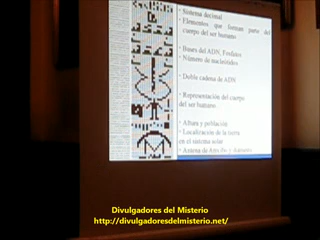 · Sistema decimal
· Elementos que forman parte del
cuerpo del ser humano
· Bases del ADN, Fosfatos
· Número de nucleótidos
· Doble cadena de ADN
· Representación del cuerpo
del ser humano
· Altura y población
· Localización de la tierra
en el sistema solar
· Antena de
Divulgadores del Misterio
http://divulgadoresdelmisterio.net/